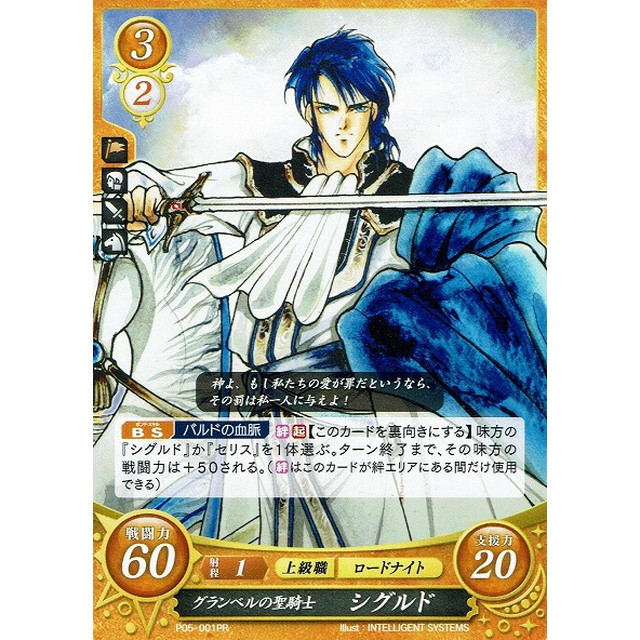 3
2
神よ、もし私たちの愛が罪だというなら、
その罰は私一人に与えよ!
ボンドスキル
BS バルドの血脈 絆 起 【このカードを裏向きにする】味方の
『シグルド』か『セリス』を1体選ぶ。ターン終了まで、その味方の
戦闘力は+50される。(絆はこのカードが絆エリアにある間だけ使用
できる)
戦闘力
60
射程 1
上級職
ロードナイト
支援力
20
グランベルの聖騎士 シグルド
P05-001PR
Illust:INTELLIGENT SYSTEMS